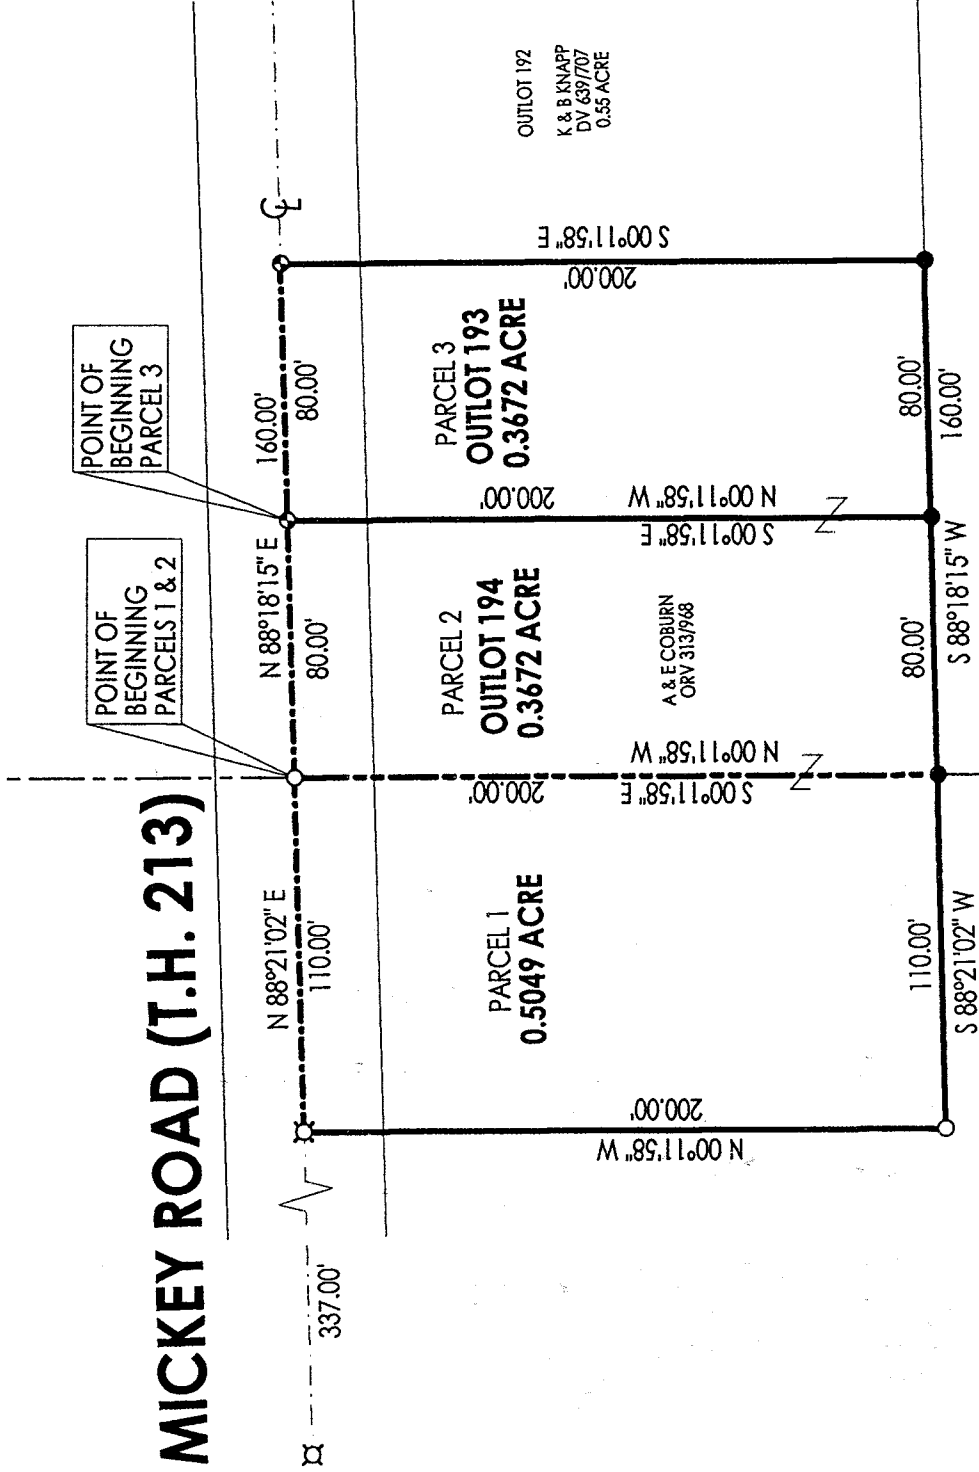 MICKEY ROAD (T.H. 213)
POINT OF
BEGINNING
PARCELS 1 & 2
POINT OF
BEGINNING
PARCEL 3
337.00'
N 88°21'02" E
110.00'
N 88°18'15" E
80.00'
160.00'
80.00'
CL
PARCEL 1
0.5049 ACRE
PARCEL 2
OUTLOT 194
0.3672 ACRE
A & E COBURN
ORV 313/968
PARCEL 3
OUTLOT 193
0.3672 ACRE
OUTLOT 192
K & B KNAPP
DV 639/707
0.55 ACRE
N 00°11'58" W
200.00'
S 00°11'58" E
200.00'
N 00°11'58" W
S 00°11'58" E
200.00'
N 00°11'58" W
200.00'
S 00°11'58" E
110.00'
S 88°21'02" W
80.00'
S 88°18'15" W
80.00'
160.00'